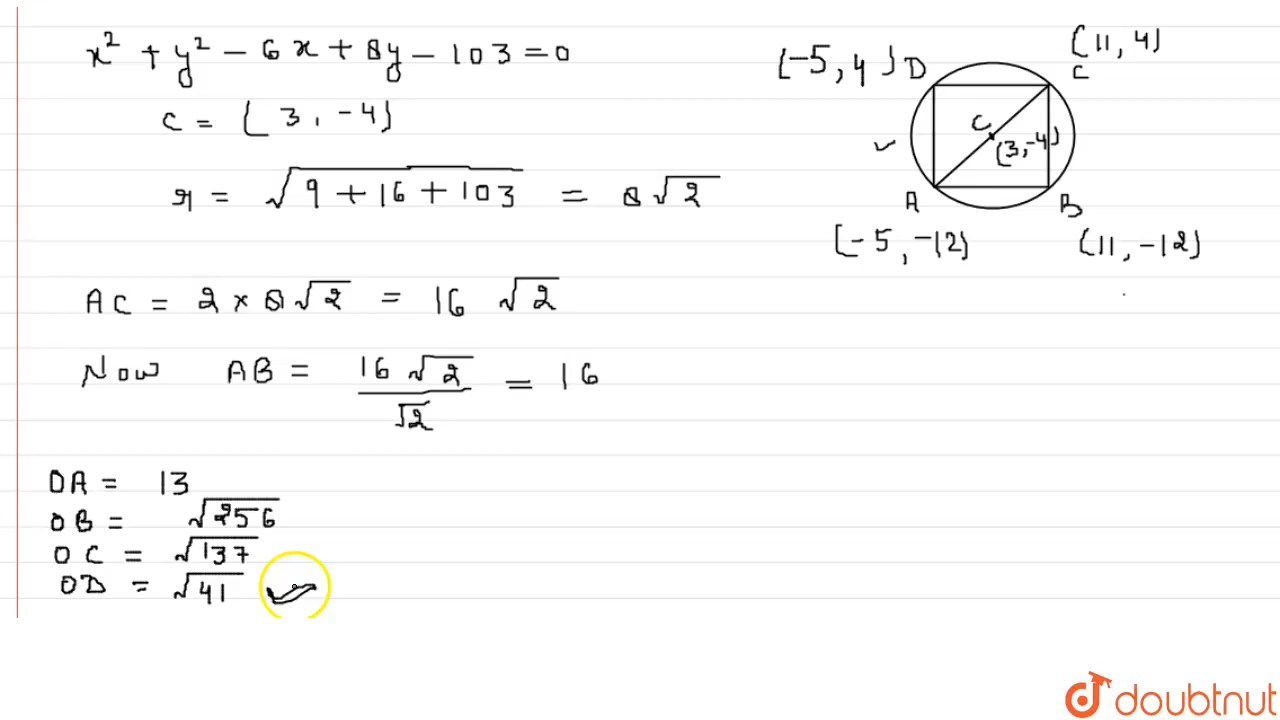 x² + y² - 6x + 8y - 103 = 0
C = (3, -4)
r = √(9 + 16 + 103) = 8√2
AC = 2 × 8√2 = 16 √2
Now AB = (16 √2)/√2 = 16
OA = 13
OB = √256
OC = √137
OD = √41
(-5, 4) D
(11, 4)
C
C
(3, -4)
A
B
(-5, -12)
(11, -12)
doubtnut